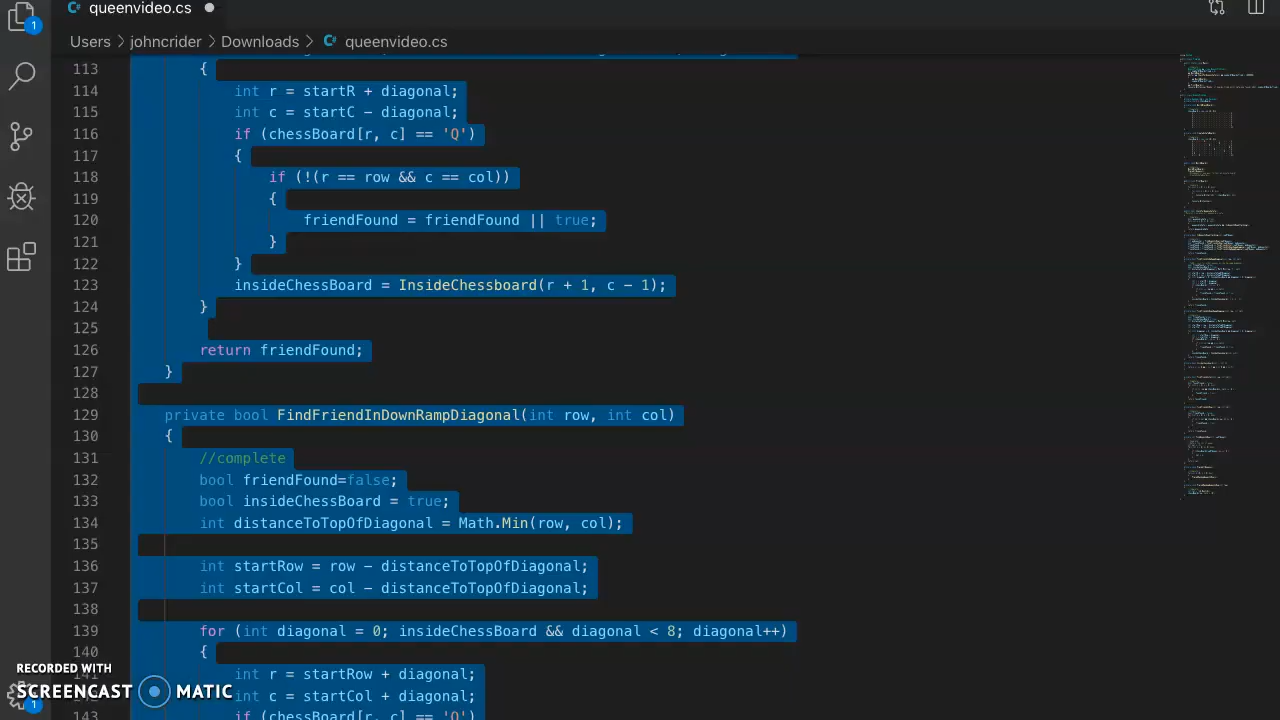 queenvideo.cs
Users > johncrider > Downloads > C# queenvideo.cs
113 {
114 int r = startR + diagonal;
115 int c = startC - diagonal;
116 if (chessBoard[r, c] == 'Q')
117 {
118 if (!(r == row && c == col))
119 {
120 friendFound = friendFound || true;
121 }
122 }
123 insideChessBoard = InsideChessboard(r + 1, c - 1);
124 }
125
126 return friendFound;
127 }
128
129 private bool FindFriendInDownRampDiagonal(int row, int col)
130 {
131 //complete
132 bool friendFound=false;
133 bool insideChessBoard = true;
134 int distanceToTopOfDiagonal = Math.Min(row, col);
135
136 int startRow = row - distanceToTopOfDiagonal;
137 int startCol = col - distanceToTopOfDiagonal;
138
139 for (int diagonal = 0; insideChessBoard && diagonal < 8; diagonal++)
140 {
int r = startRow + diagonal;
int c = startCol + diagonal;
143 if (chessBoard[r, c] == 'Q')
1
1
RECORDED WITH
SCREENCAST MATIC